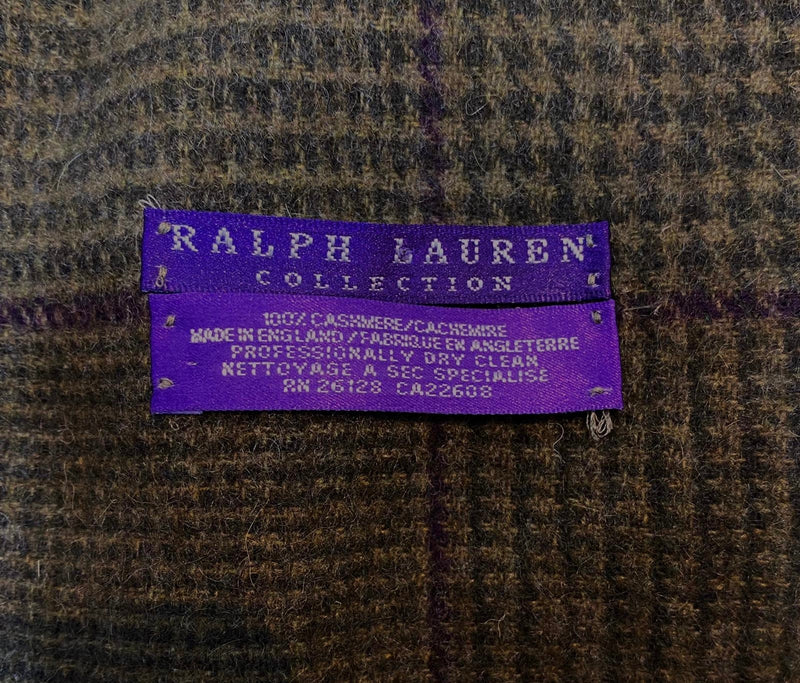 RALPH LAUREN
COLLECTION
100% CASHMERE/CACHEMIRE
MADE IN ENGLAND/FABRIQUE EN ANGLETERRE
PROFESSIONALLY DRY CLEAN
NETTOYAGE A SEC SPECIALISE
RN 26128 CA22608